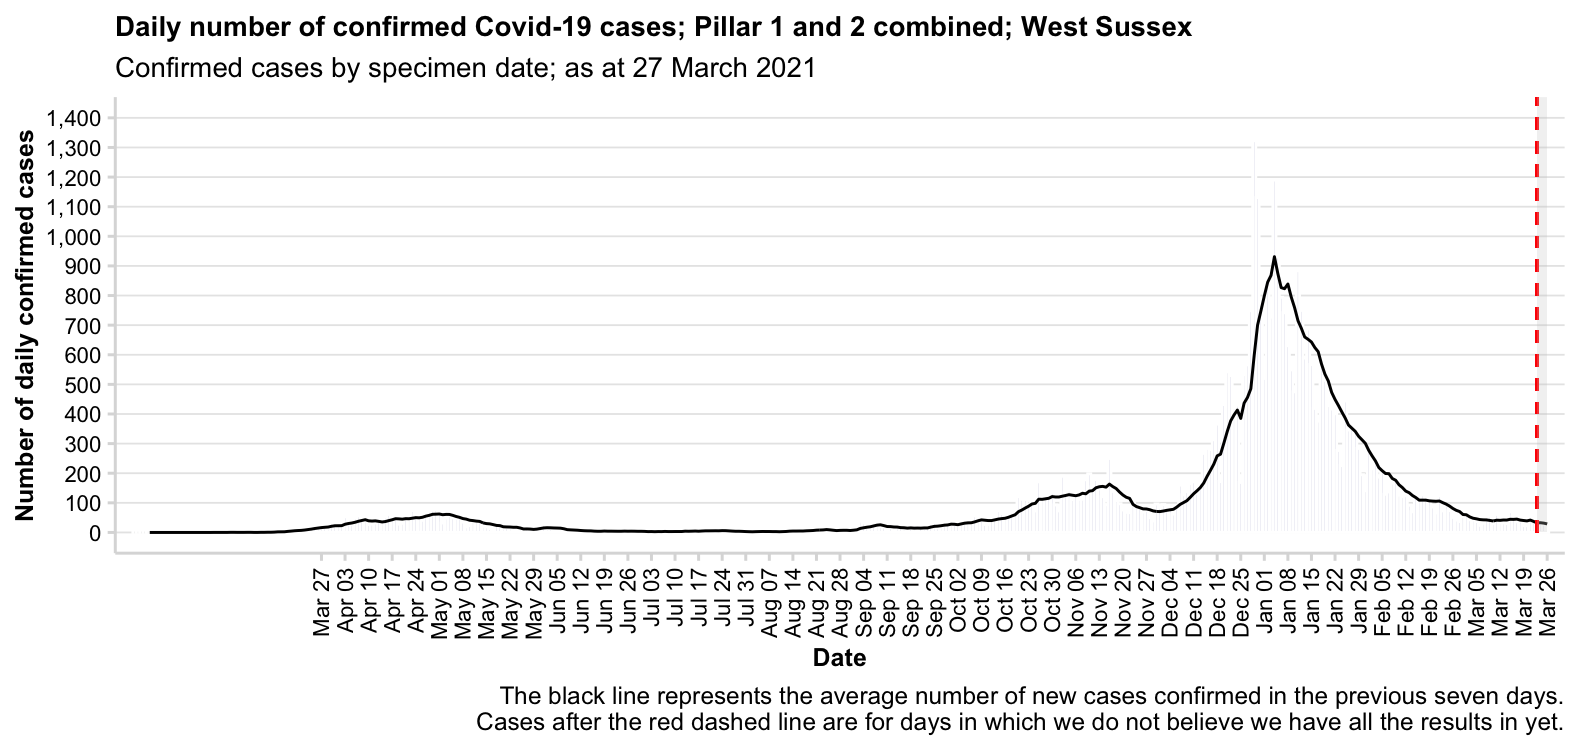 Daily number of confirmed Covid-19 cases; Pillar 1 and 2 combined; West Sussex
Confirmed cases by specimen date; as at 27 March 2021
Number of daily confirmed cases
1,400
1,300
1,200
1,100
1,000
900
800
700
600
500
400
300
200
100
0
Mar 27
Apr 03
Apr 10
Apr 17
Apr 24
May 01
May 08
May 15
May 22
May 29
Jun 05
Jun 12
Jun 19
Jun 26
Jul 03
Jul 10
Jul 17
Jul 24
Jul 31
Aug 07
Aug 14
Aug 21
Aug 28
Sep 04
Sep 11
Sep 18
Sep 25
Oct 02
Oct 09
Oct 16
Oct 23
Oct 30
Nov 06
Nov 13
Nov 20
Nov 27
Dec 04
Dec 11
Dec 18
Dec 25
Jan 01
Jan 08
Jan 15
Jan 22
Jan 29
Feb 05
Feb 12
Feb 19
Feb 26
Mar 05
Mar 12
Mar 19
Mar 26
Date
The black line represents the average number of new cases confirmed in the previous seven days.
Cases after the red dashed line are for days in which we do not believe we have all the results in yet.